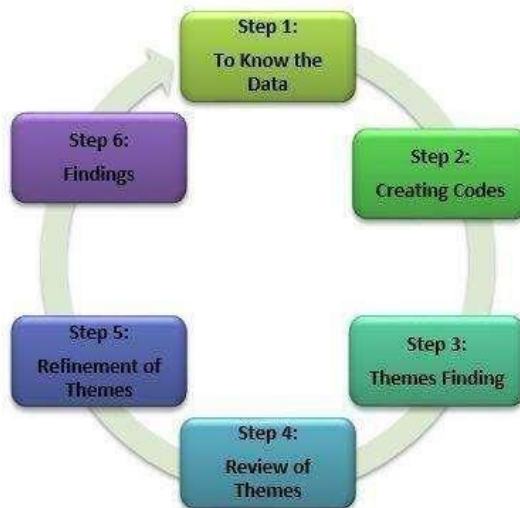 Step 1:
To Know the
Data
Step 2:
Creating Codes
Step 3:
Themes Finding
Step 4:
Review of
Themes
Step 5:
Refinement of
Themes
Step 6:
Findings